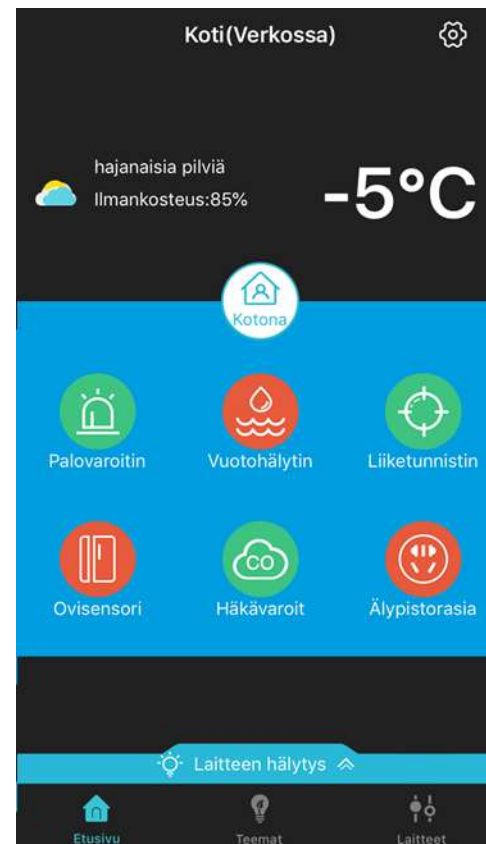 Koti(Verkossa)
hajanaisia pilviä
Ilmankosteus:85%
-5°C
Kotona
Palovaroitin
Vuotohälytin
Liiketunnistin
CO
Ovisensori
Häkävaroit
Älypistorasia
Laitteen hälytys
Etusivu
Teemat
Laitteet